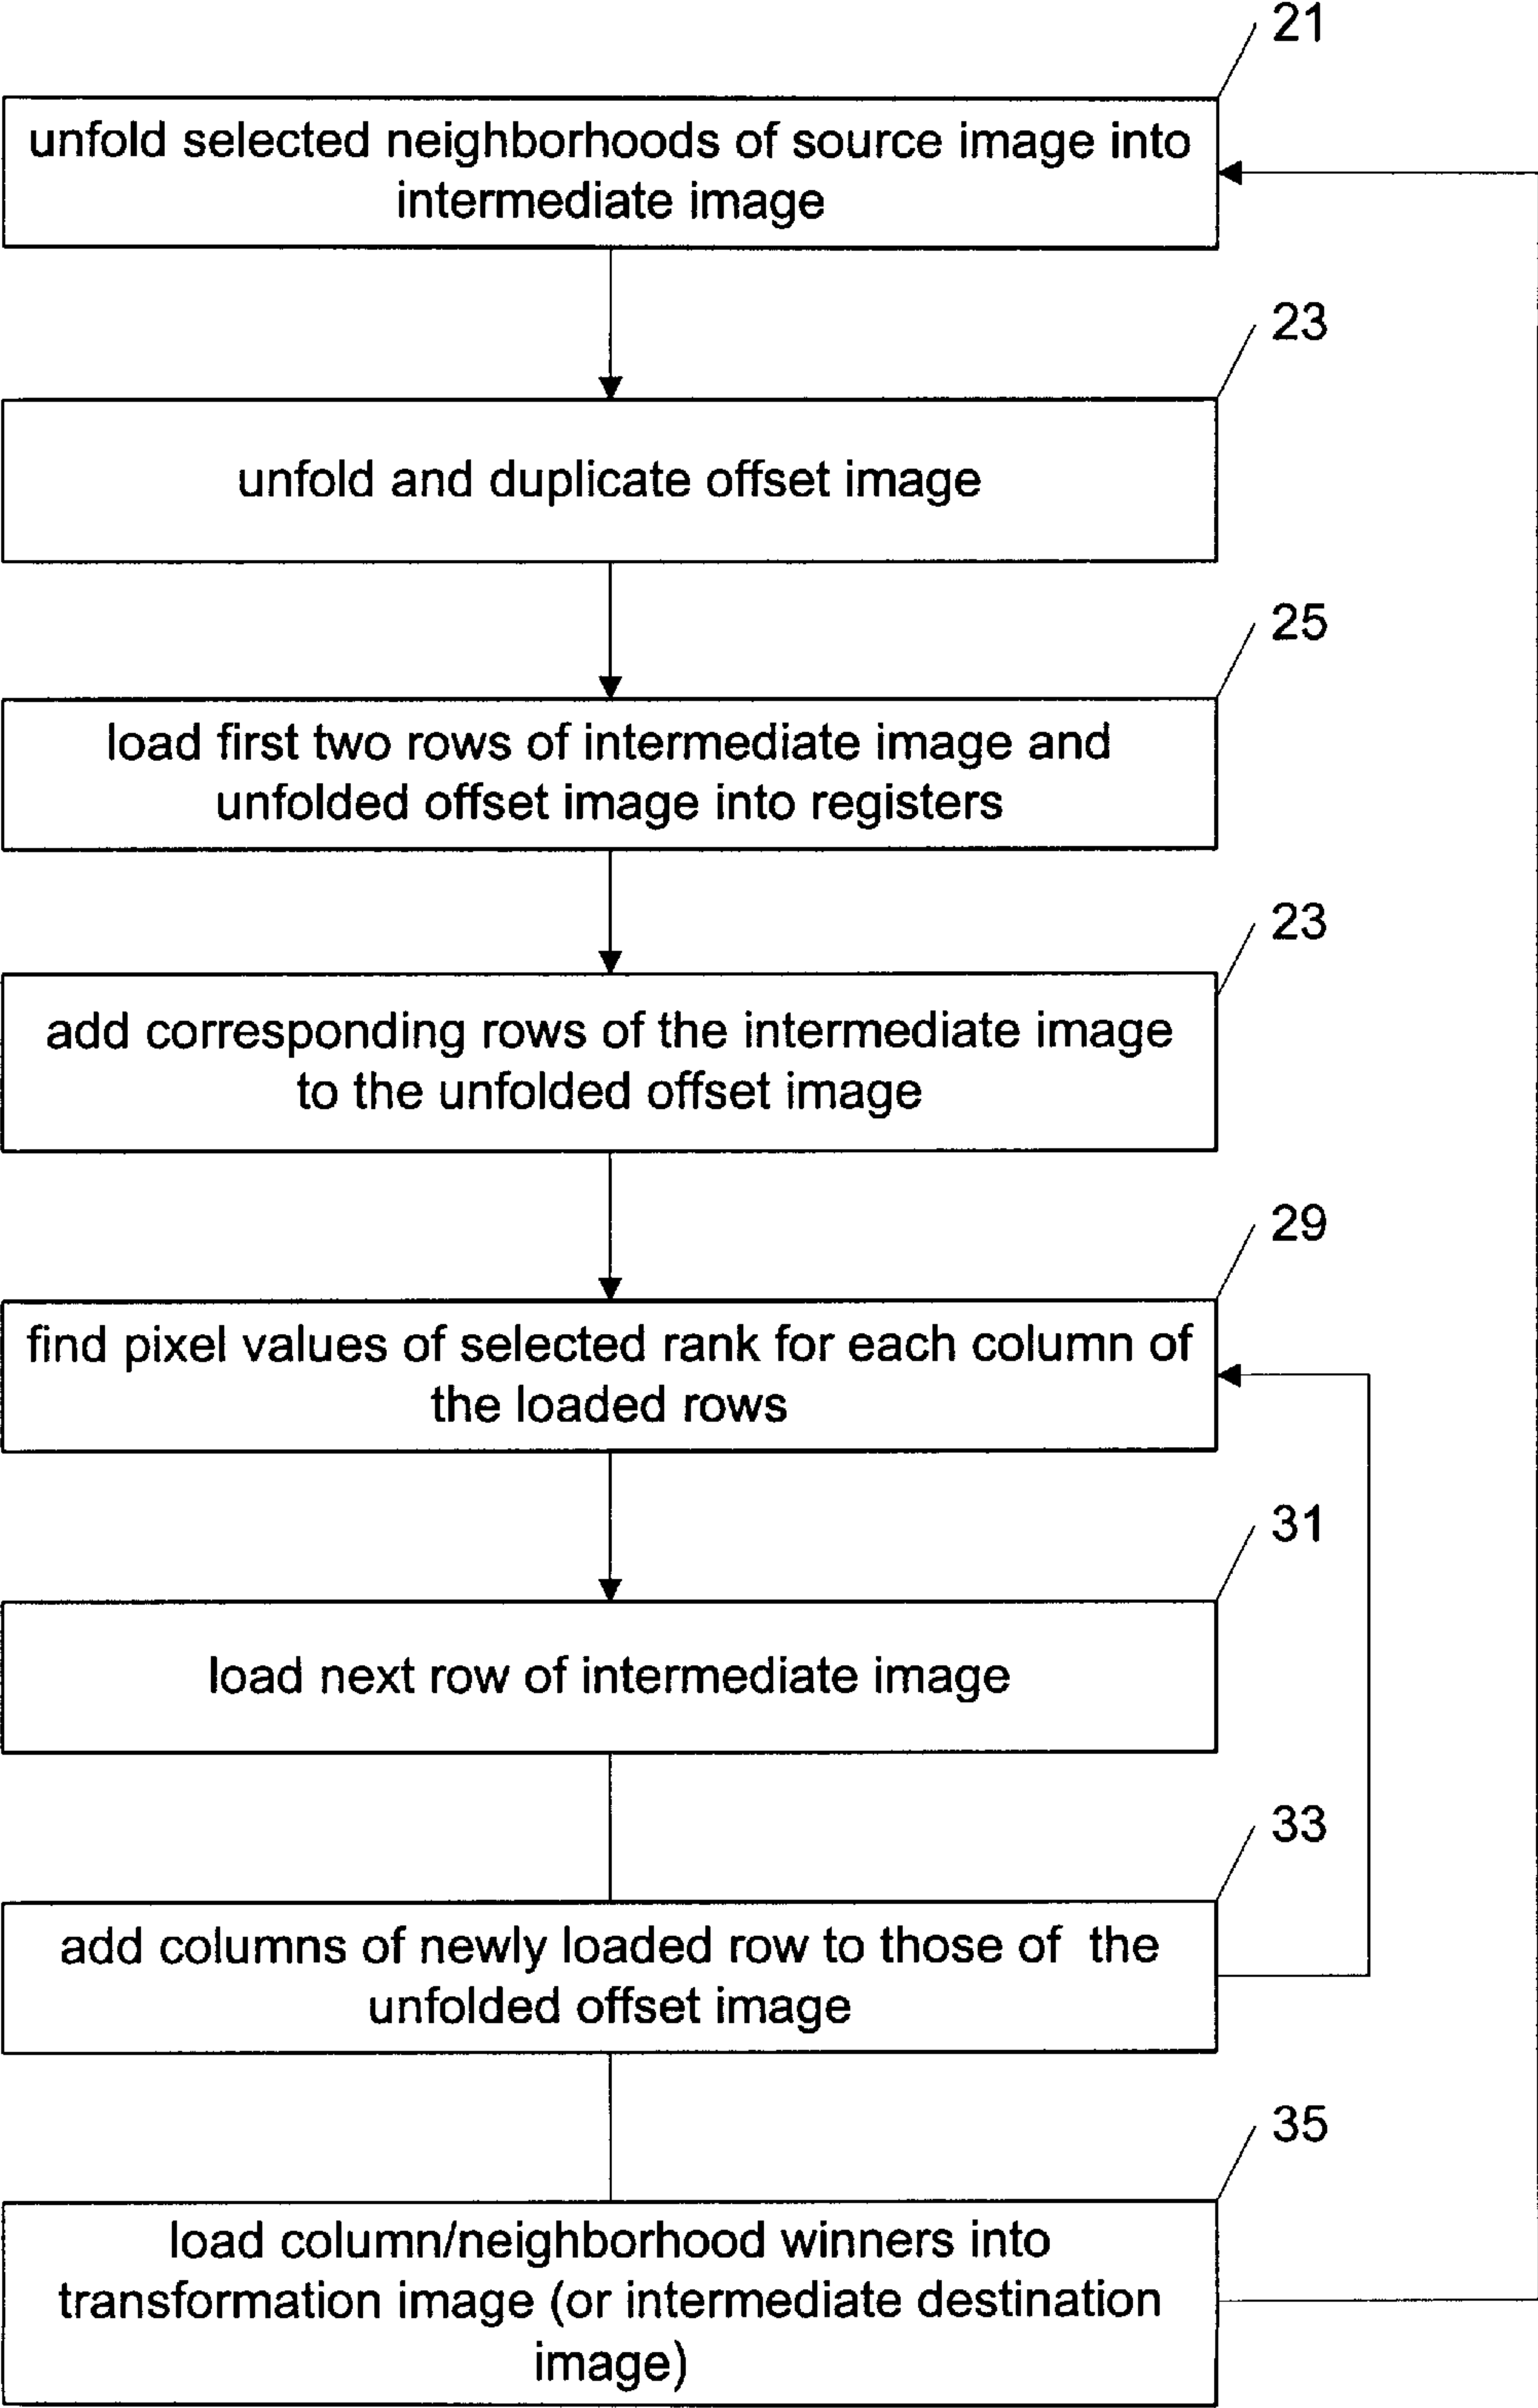 21
unfold selected neighborhoods of source image into
intermediate image
23
unfold and duplicate offset image
25
load first two rows of intermediate image and
unfolded offset image into registers
23
add corresponding rows of the intermediate image
to the unfolded offset image
29
find pixel values of selected rank for each column of
the loaded rows
31
load next row of intermediate image
33
add columns of newly loaded row to those of the
unfolded offset image
35
load column/neighborhood winners into
transformation image (or intermediate destination
image)